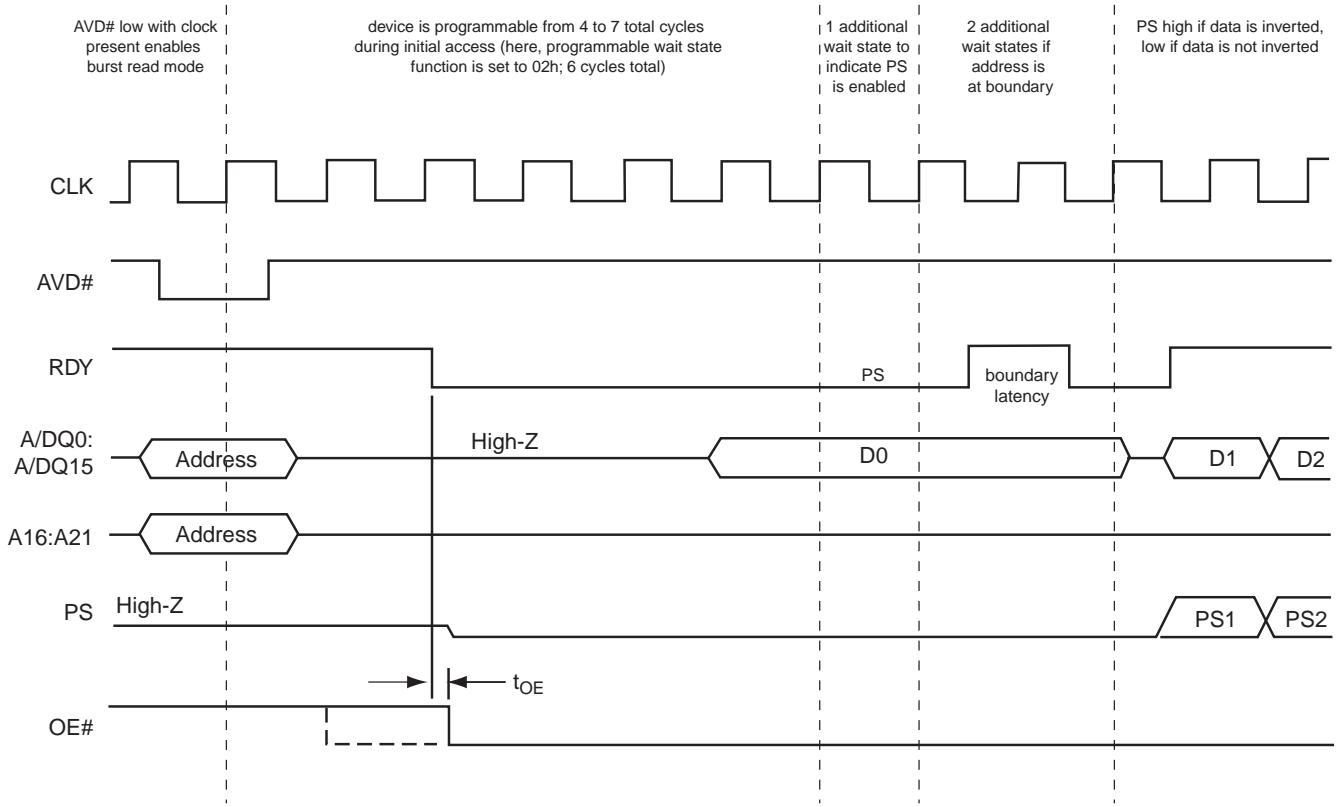 AVD# low with clock
present enables
burst read mode
device is programmable from 4 to 7 total cycles
during initial access (here, programmable wait state
function is set to 02h; 6 cycles total)
1 additional
wait state to
indicate PS
is enabled
2 additional
wait states if
address is
at boundary
PS high if data is inverted,
low if data is not inverted
CLK
AVD#
RDY
PS
boundary
latency
A/DQ0:
A/DQ15
Address
High-Z
D0
D1
D2
A16:A21
Address
PS
High-Z
PS1
PS2
tOE
OE#